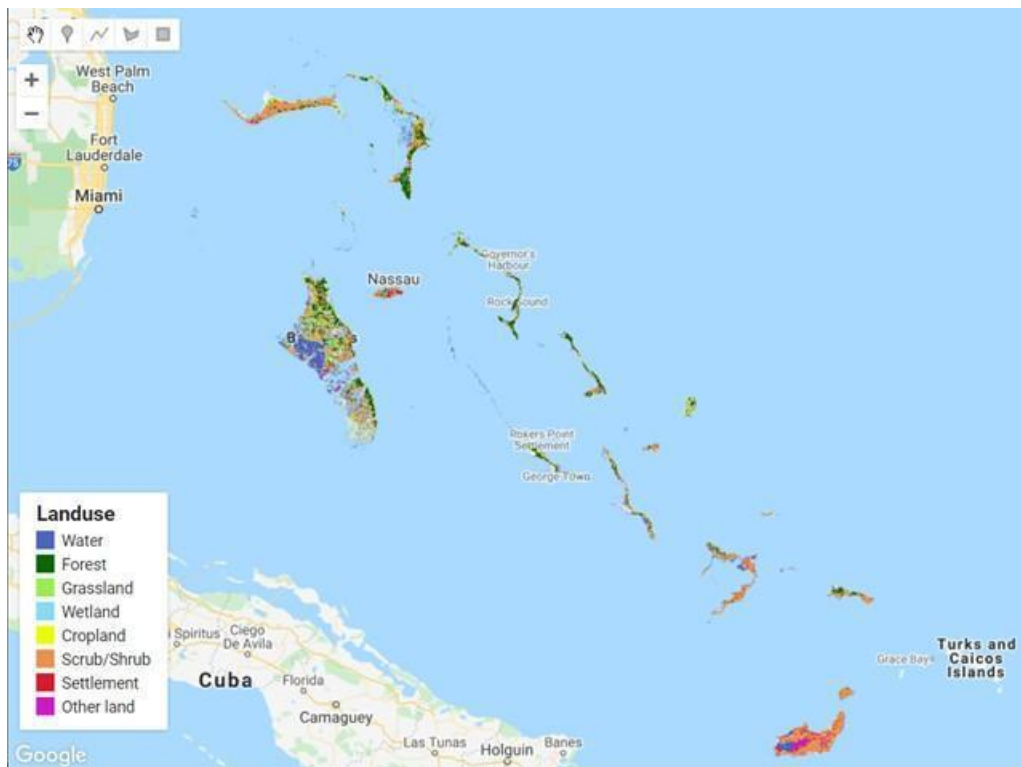 +
West Palm
Beach
−
Fort
Lauderdale
75
Miami
Governor's
Harbour
Nassau
Rock Sound
B s
Rokers Point
Settlement
George Town
Landuse
Water
Forest
Grassland
Wetland
Cropland
Scrub/Shrub
Settlement
Other land
i Spiritus
Ciego
De Avila
Cuba
Florida
Camaguey
Las Tunas
Holguin
Banes
Grace Bay
Turks and
Caicos
Islands
Google